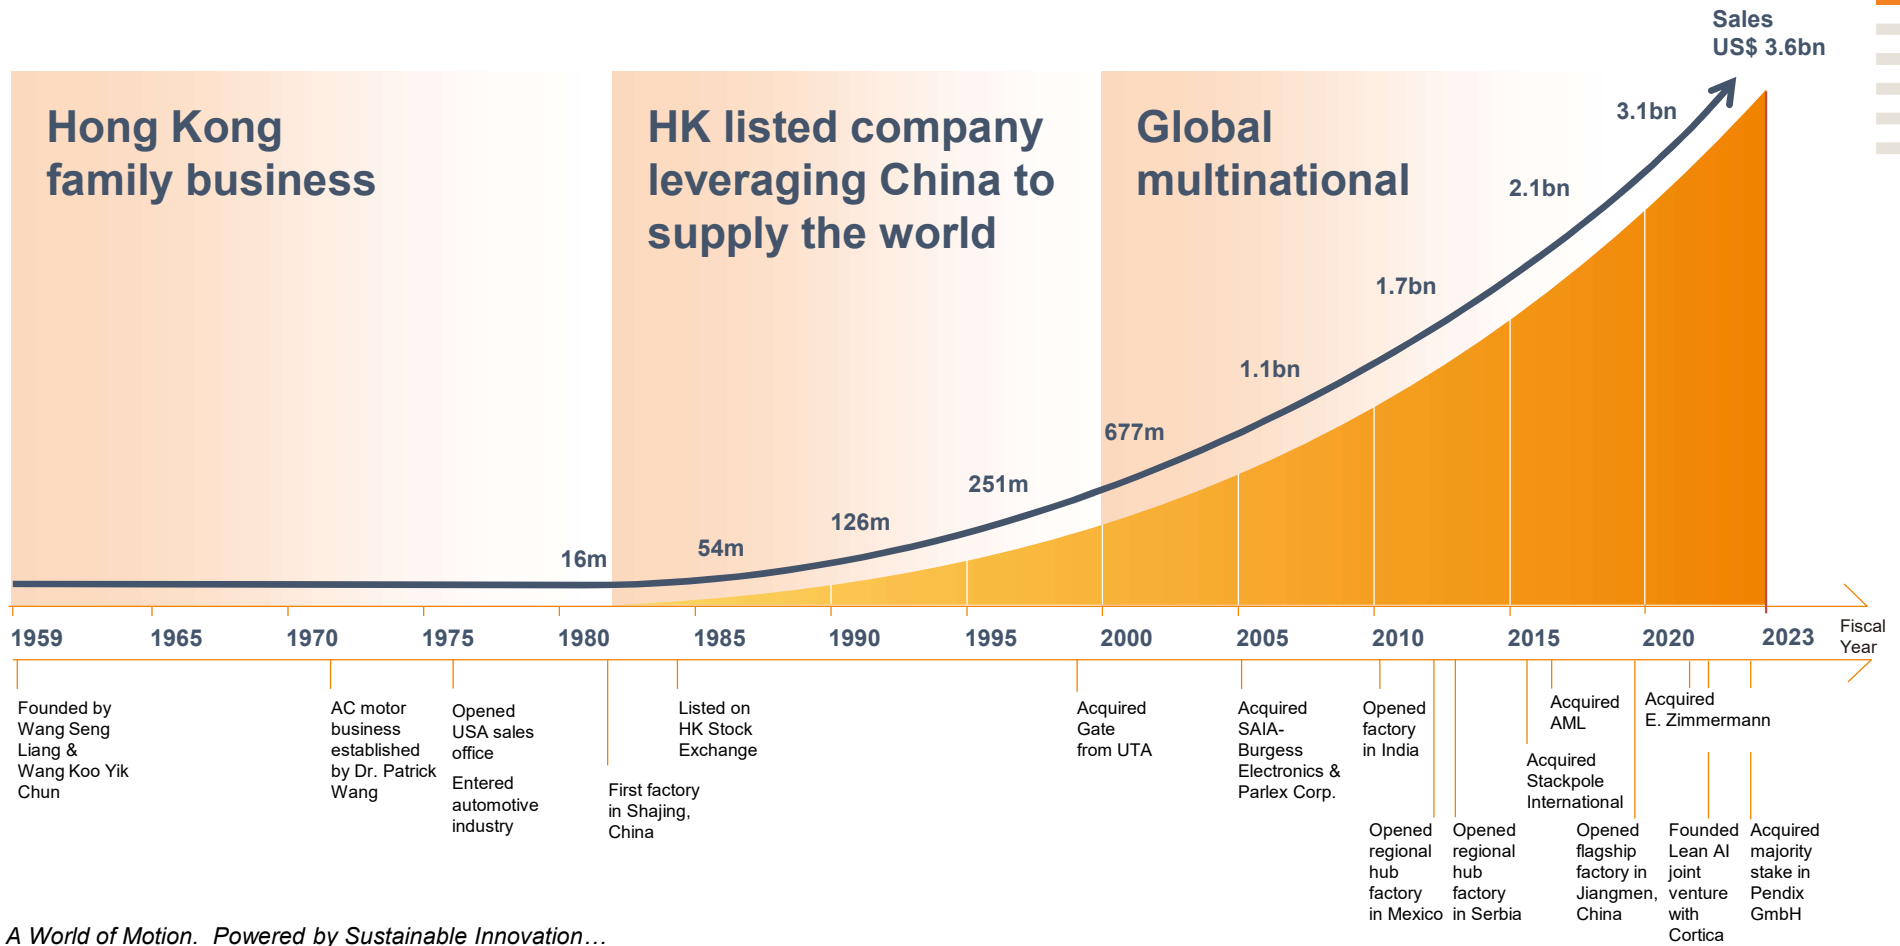 Sales
US$ 3.6bn
Hong Kong
family business
HK listed company
leveraging China to
supply the world
Global
multinational
16m
54m
126m
251m
677m
1.1bn
1.7bn
2.1bn
3.1bn
1959
1965
1970
1975
1980
1985
1990
1995
2000
2005
2010
2015
2020
2023
Fiscal
Year
Founded by
Wang Seng
Liang &
Wang Koo Yik
Chun
AC motor
business
established
by Dr. Patrick
Wang
Opened
USA sales
office
Entered
automotive
industry
First factory
in Shajing,
China
Listed on
HK Stock
Exchange
Acquired
Gate
from UTA
Acquired
SAIA-
Burgess
Electronics &
Parlex Corp.
Opened
factory
in India
Opened
regional
hub
factory
in Mexico
Opened
regional
hub
factory
in Serbia
Acquired
Stackpole
International
Acquired
AML
Opened
flagship
factory in
Jiangmen,
China
Acquired
E. Zimmermann
Founded
Lean AI
joint
venture
with
Cortica
Acquired
majority
stake in
Pendix
GmbH
A World of Motion. Powered by Sustainable Innovation…